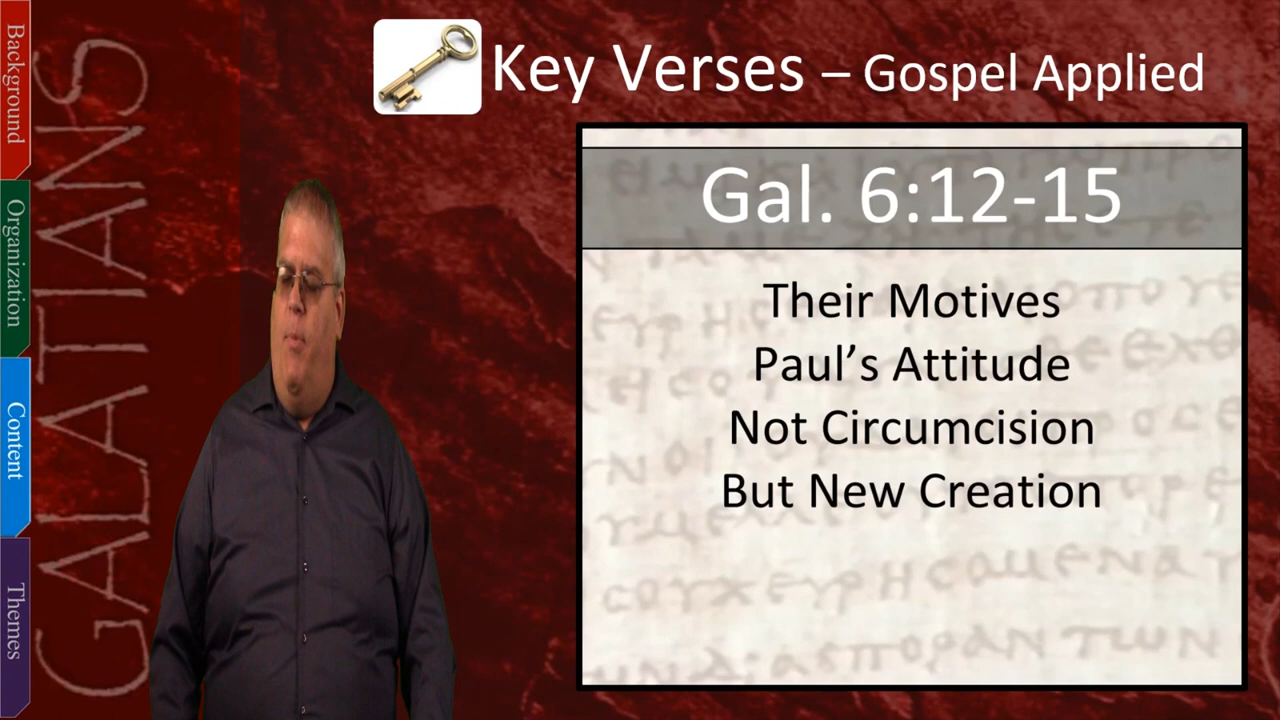 Background
Organization
Content
Themes
GALATIANS
Key Verses – Gospel Applied
Gal. 6:12-15
Their Motives
Paul’s Attitude
Not Circumcision
But New Creation